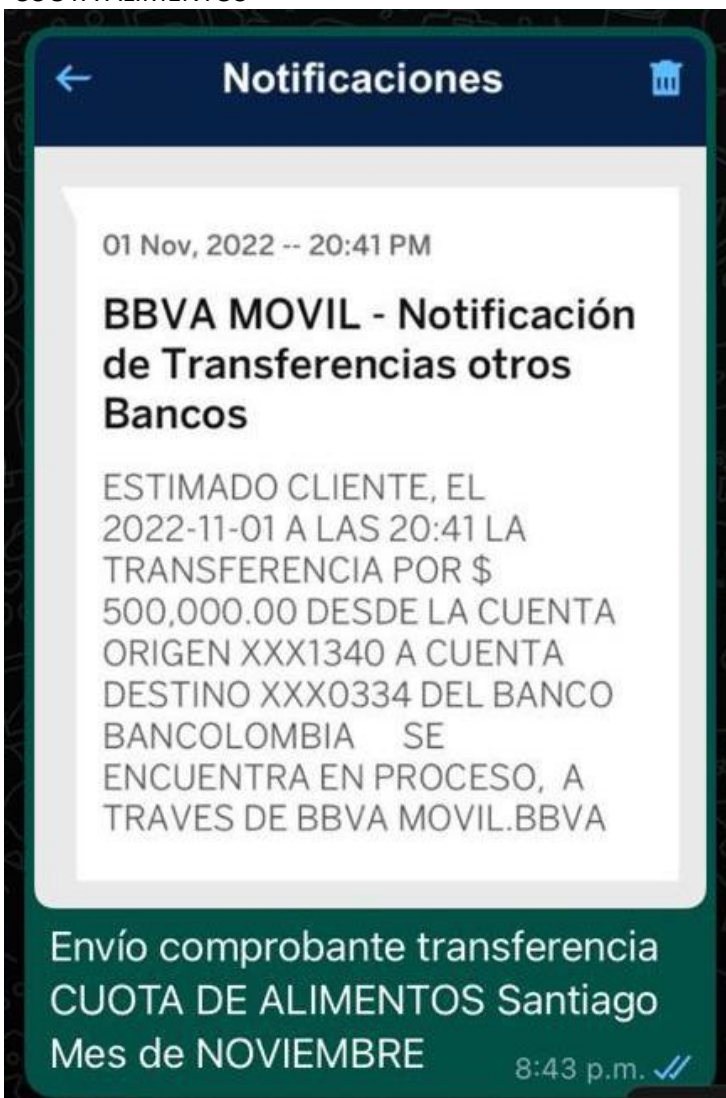 Notificaciones
01 Nov, 2022 -- 20:41 PM
BBVA MOVIL - Notificación
de Transferencias otros
Bancos
ESTIMADO CLIENTE, EL
2022-11-01 A LAS 20:41 LA
TRANSFERENCIA POR $
500,000.00 DESDE LA CUENTA
ORIGEN XXX1340 A CUENTA
DESTINO XXX0334 DEL BANCO
BANCOLOMBIA SE
ENCUENTRA EN PROCESO, A
TRAVES DE BBVA MOVIL.BBVA
Envío comprobante transferencia
CUOTA DE ALIMENTOS Santiago
Mes de NOVIEMBRE
8:43 p.m.